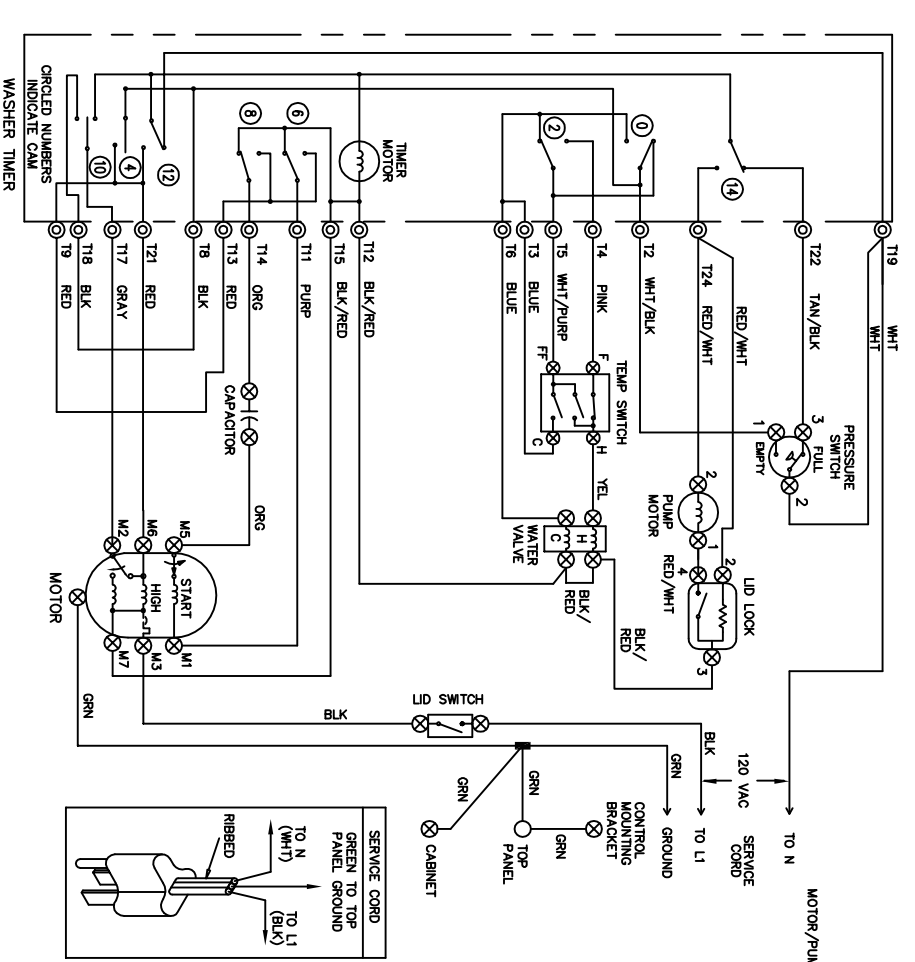 WASHER TIMER
CIRCLED NUMBERS
INDICATE CAM
10
4
12
8
6
TIMER
MOTOR
2
0
14
T9
T18
T17
T21
T8
T13
T14
T11
T15
T12
T6
T3
T5
T4
T2
T24
T22
T19
RED
BLK
GRAY
RED
BLK
RED
ORG
PURP
BLK/RED
BLK/RED
BLUE
BLUE
WHT/PURP
PINK
WHT/BLK
RED/WHT
RED/WHT
TAN/BLK
WHT
WHT
CAPACITOR
ORG
FF
F
TEMP SWITCH
C
H
YEL
WATER
VALVE
C
H
BLK/
RED
BLK/
RED
1
3
PRESSURE
SWITCH
FULL
EMPTY
2
2
PUMP
MOTOR
1
RED/WHT
4
2
LID LOCK
3
M2
M6
M5
START
HIGH
MOTOR
M7
M3
M1
GRN
BLK
LID SWITCH
BLK
GRN
120 VAC
SERVICE
CORD
TO N
TO L1
GROUND
MOTOR/PUM
GRN
GRN
GRN
CONTROL
MOUNTING
BRACKET
TOP
PANEL
CABINET
SERVICE CORD
GREEN TO TOP
PANEL GROUND
TO N
(WHT)
RIBBED
TO L1
(BLK)